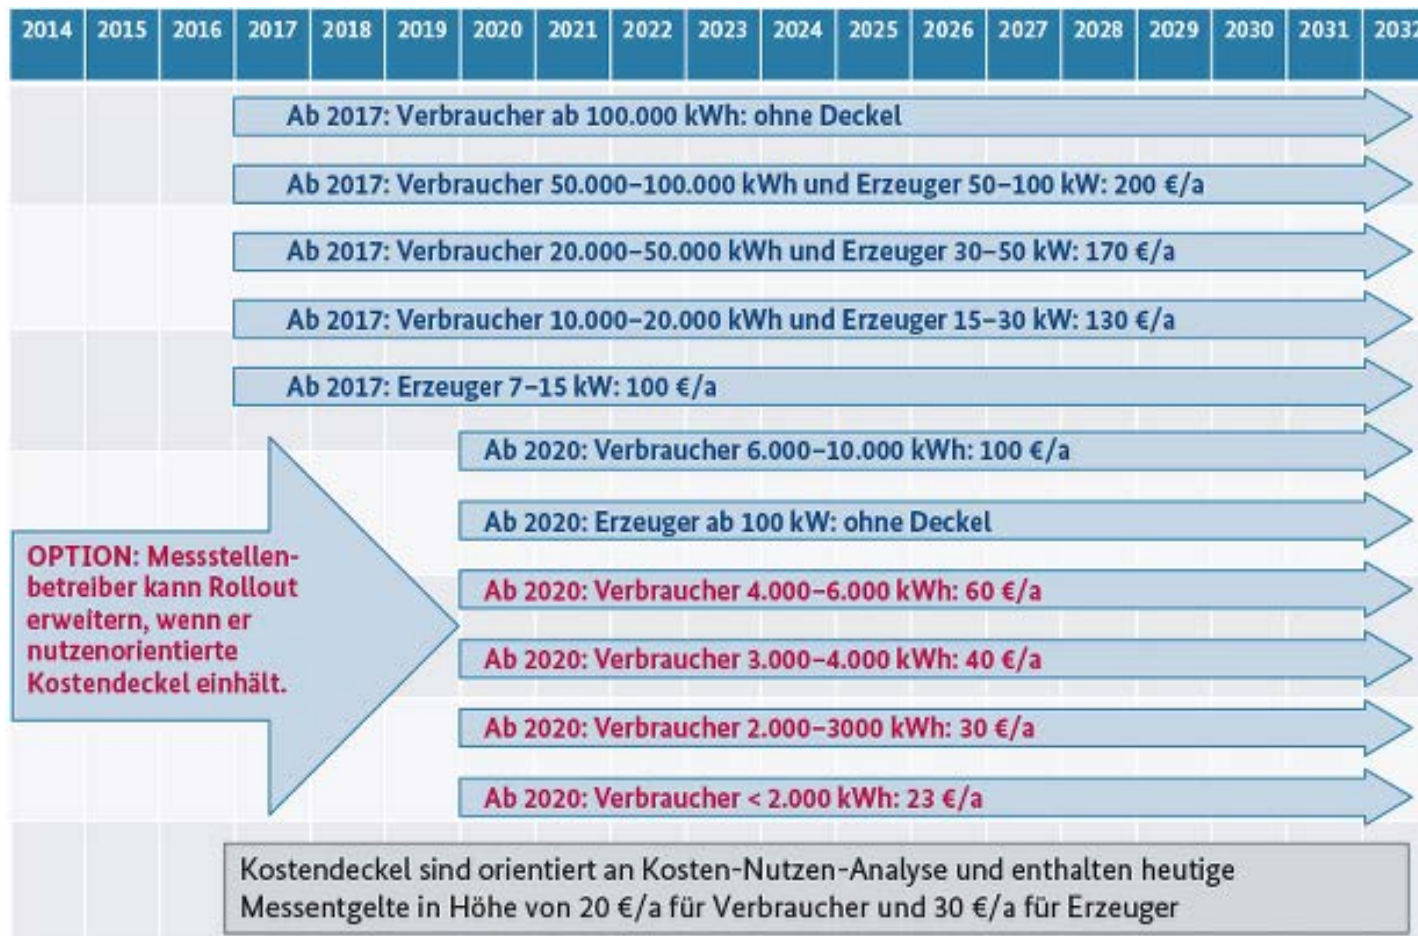 2014 2015 2016 2017 2018 2019 2020 2021 2022 2023 2024 2025 2026 2027 2028 2029 2030 2031 2032
Ab 2017: Verbraucher ab 100.000 kWh: ohne Deckel
Ab 2017: Verbraucher 50.000–100.000 kWh und Erzeuger 50–100 kW: 200 €/a
Ab 2017: Verbraucher 20.000–50.000 kWh und Erzeuger 30–50 kW: 170 €/a
Ab 2017: Verbraucher 10.000–20.000 kWh und Erzeuger 15–30 kW: 130 €/a
Ab 2017: Erzeuger 7–15 kW: 100 €/a
Ab 2020: Verbraucher 6.000–10.000 kWh: 100 €/a
Ab 2020: Erzeuger ab 100 kW: ohne Deckel
OPTION: Messstellen-
betreiber kann Rollout
erweitern, wenn er
nutzenorientierte
Kostendeckel einhält.
Ab 2020: Verbraucher 4.000–6.000 kWh: 60 €/a
Ab 2020: Verbraucher 3.000–4.000 kWh: 40 €/a
Ab 2020: Verbraucher 2.000–3000 kWh: 30 €/a
Ab 2020: Verbraucher < 2.000 kWh: 23 €/a
Kostendeckel sind orientiert an Kosten-Nutzen-Analyse und enthalten heutige
Messentgelte in Höhe von 20 €/a für Verbraucher und 30 €/a für Erzeuger